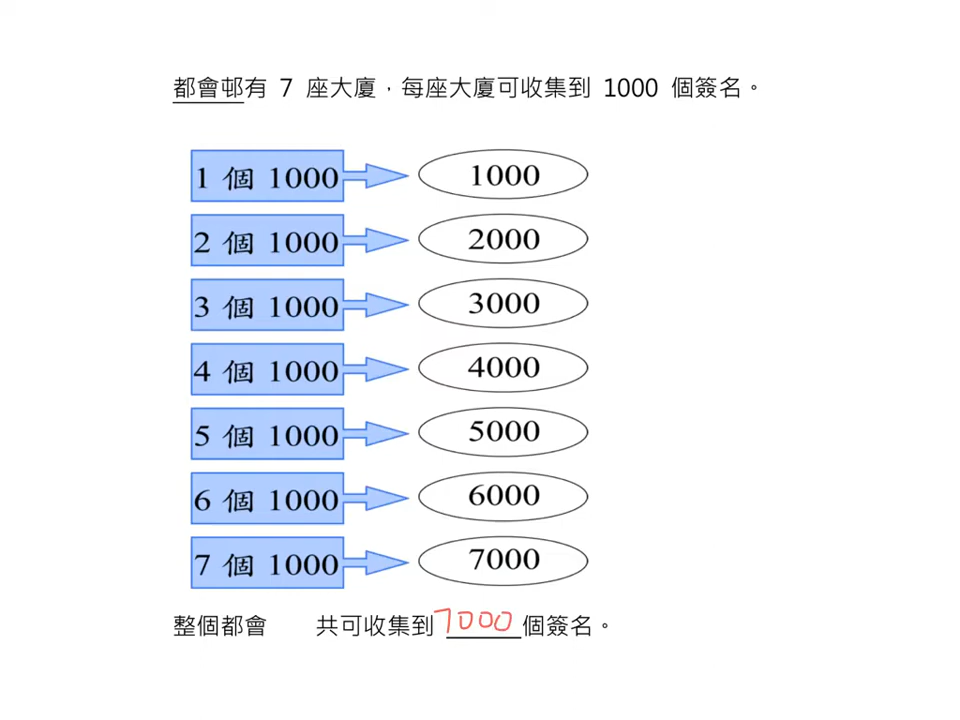 都會邨有 7 座大廈，每座大廈可收集到 1000 個簽名。
1 個 1000 1000
2 個 1000 2000
3 個 1000 3000
4 個 1000 4000
5 個 1000 5000
6 個 1000 6000
7 個 1000 7000
整個都會 共可收集到 7000 個簽名。